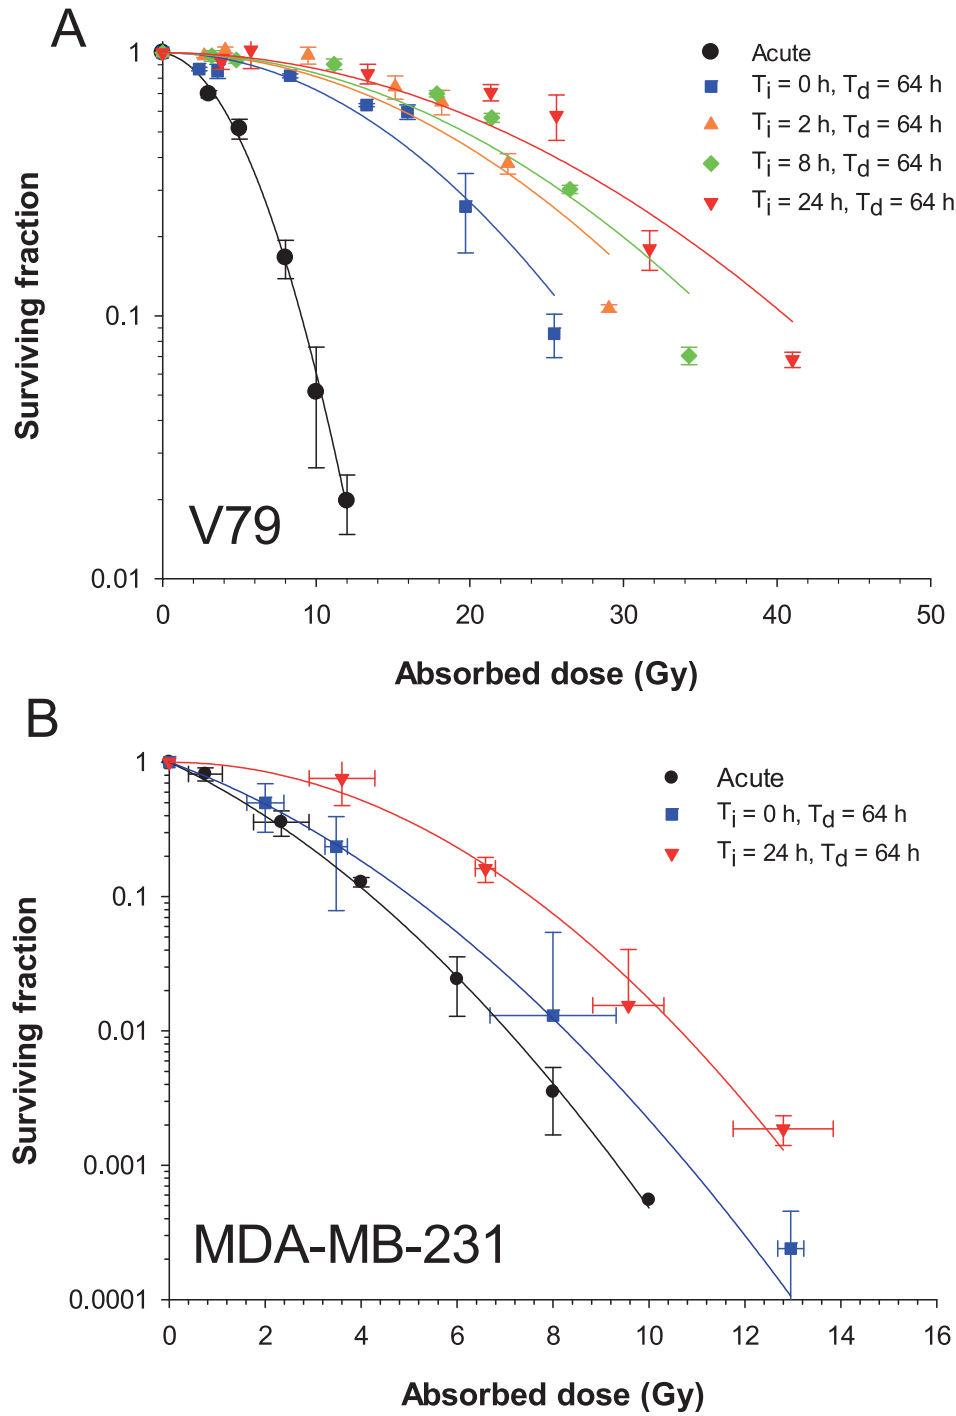 A
1
0.1
0.01
Surviving fraction
0 10 20 30 40 50
Absorbed dose (Gy)
V79
Acute
Ti = 0 h, Td = 64 h
Ti = 2 h, Td = 64 h
Ti = 8 h, Td = 64 h
Ti = 24 h, Td = 64 h
B
1
0.1
0.01
0.001
0.0001
Surviving fraction
0 2 4 6 8 10 12 14 16
Absorbed dose (Gy)
MDA-MB-231
Acute
Ti = 0 h, Td = 64 h
Ti = 24 h, Td = 64 h